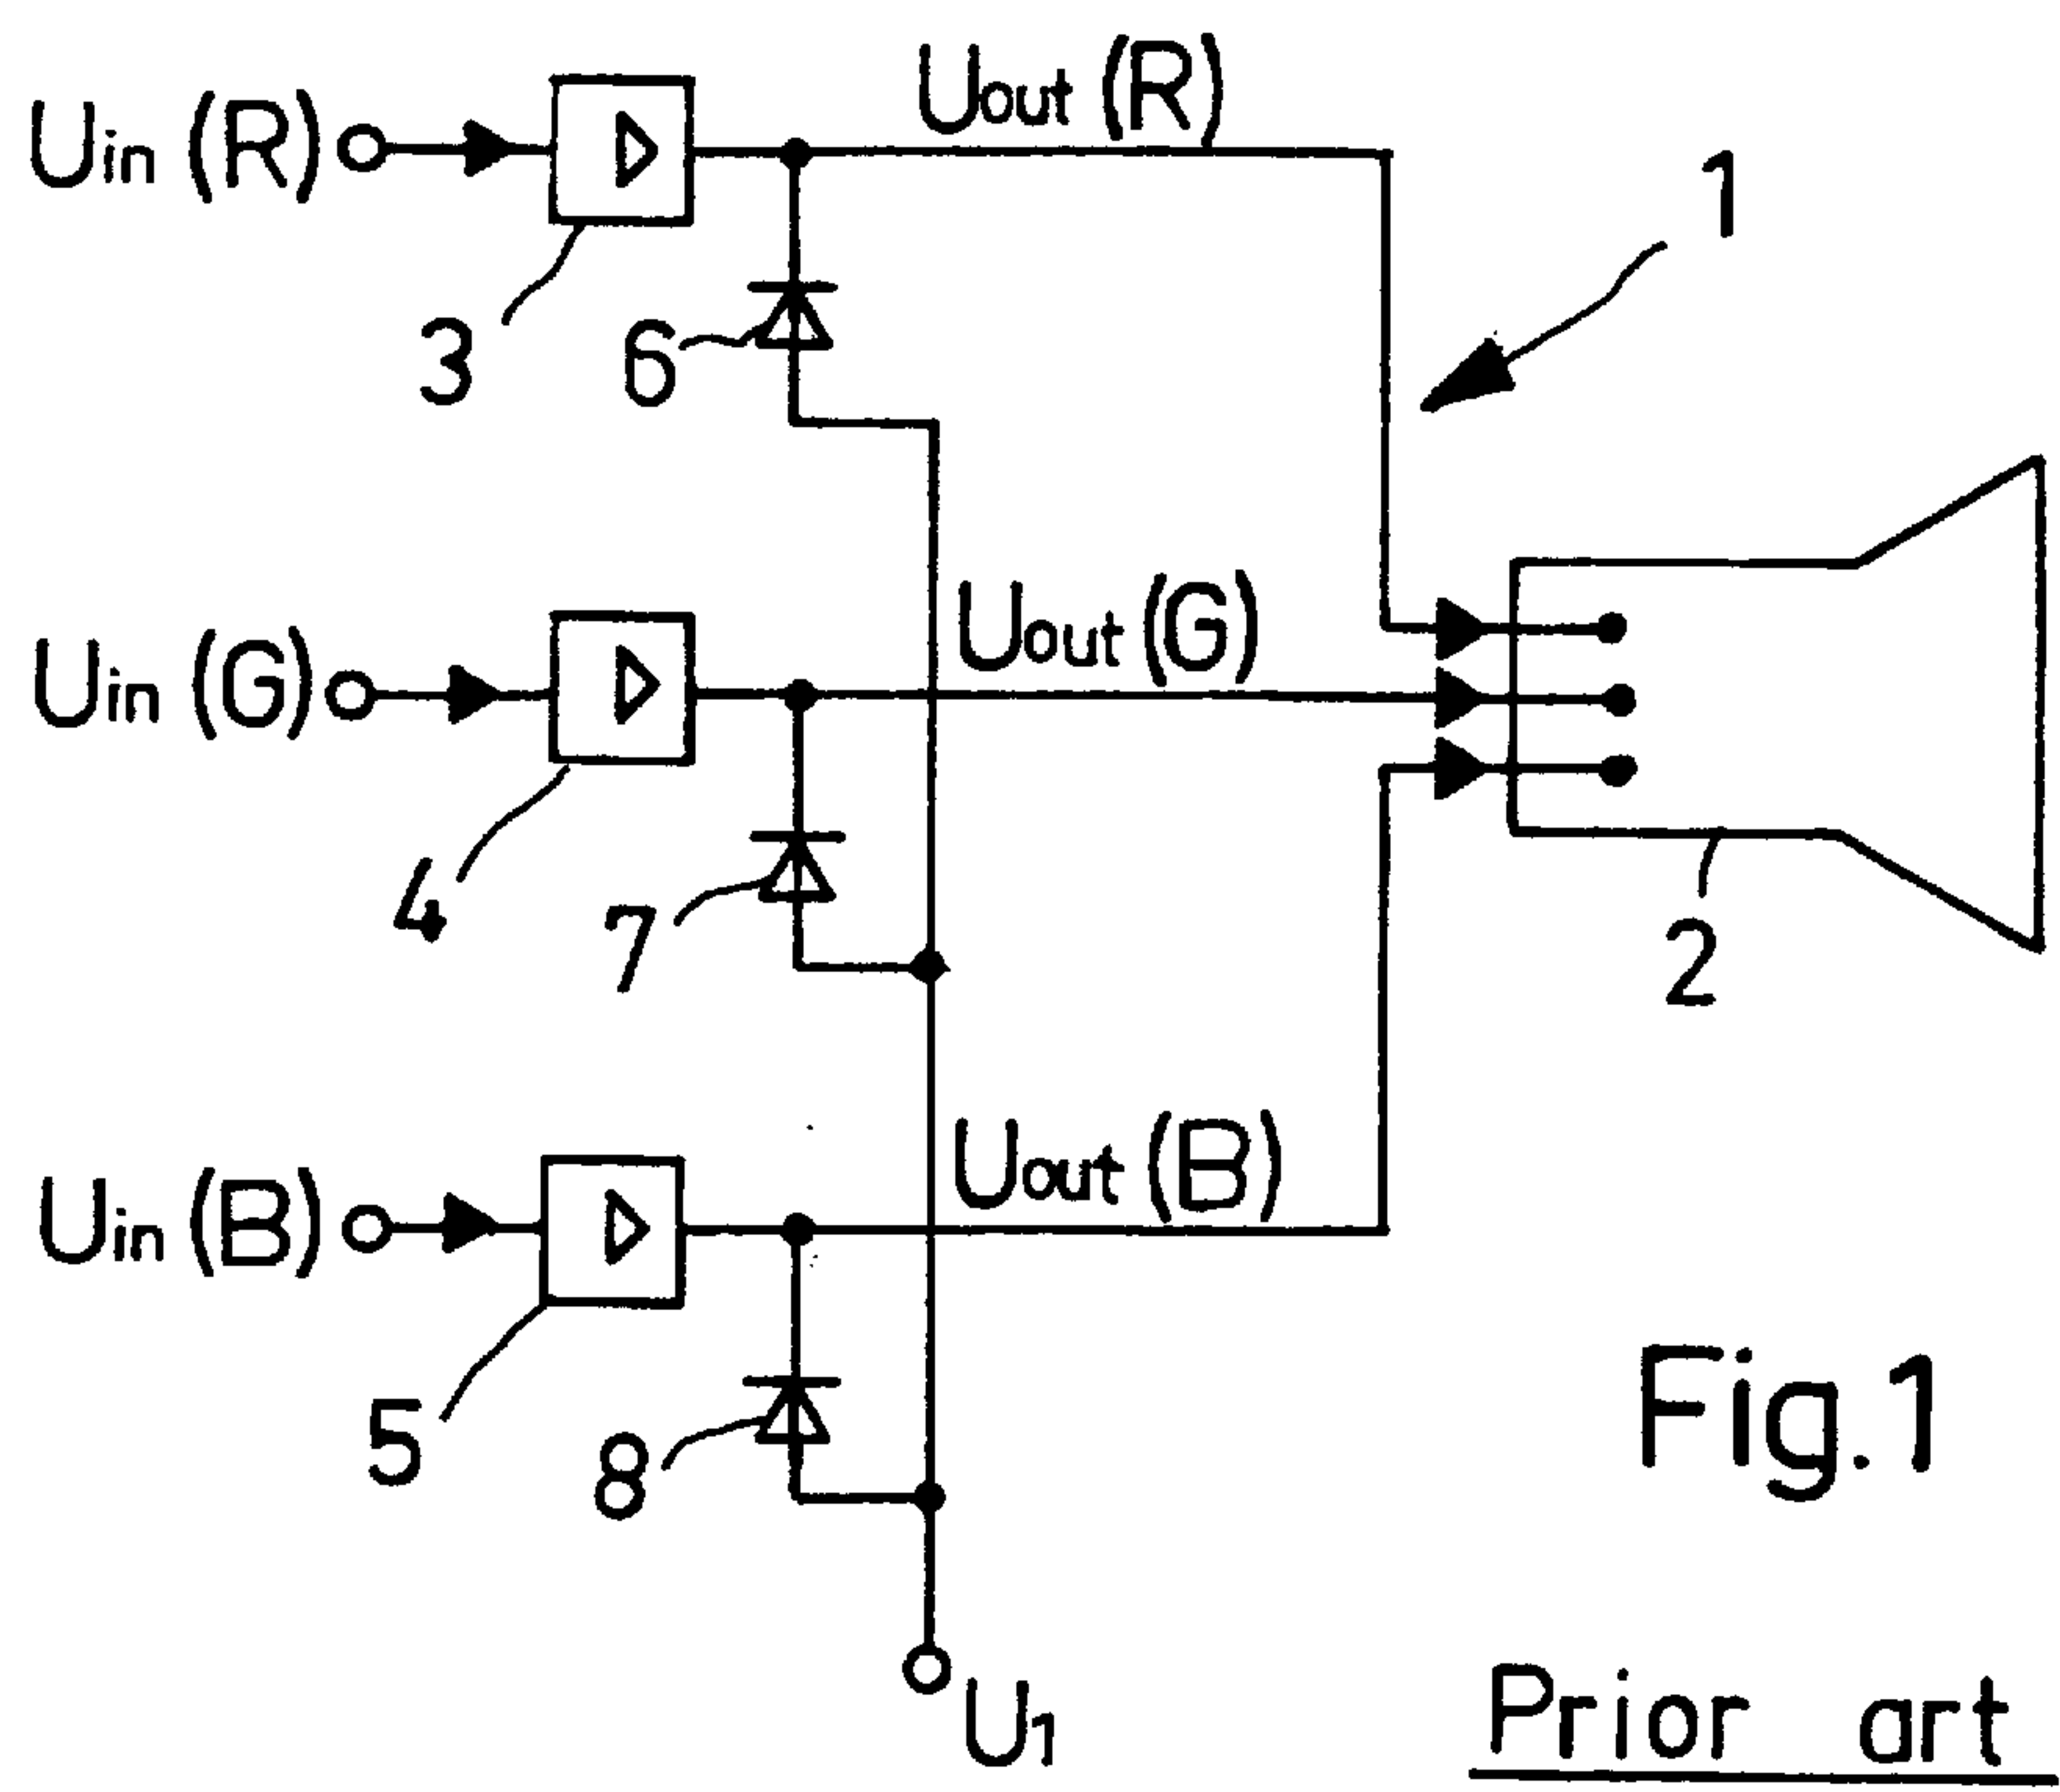 Uout (R)
Uin (R)
1
3
6
Uout (G)
Uin (G)
4
7
2
Uout (B)
Uin (B)
5
8
Fig.1
U1
Prior art